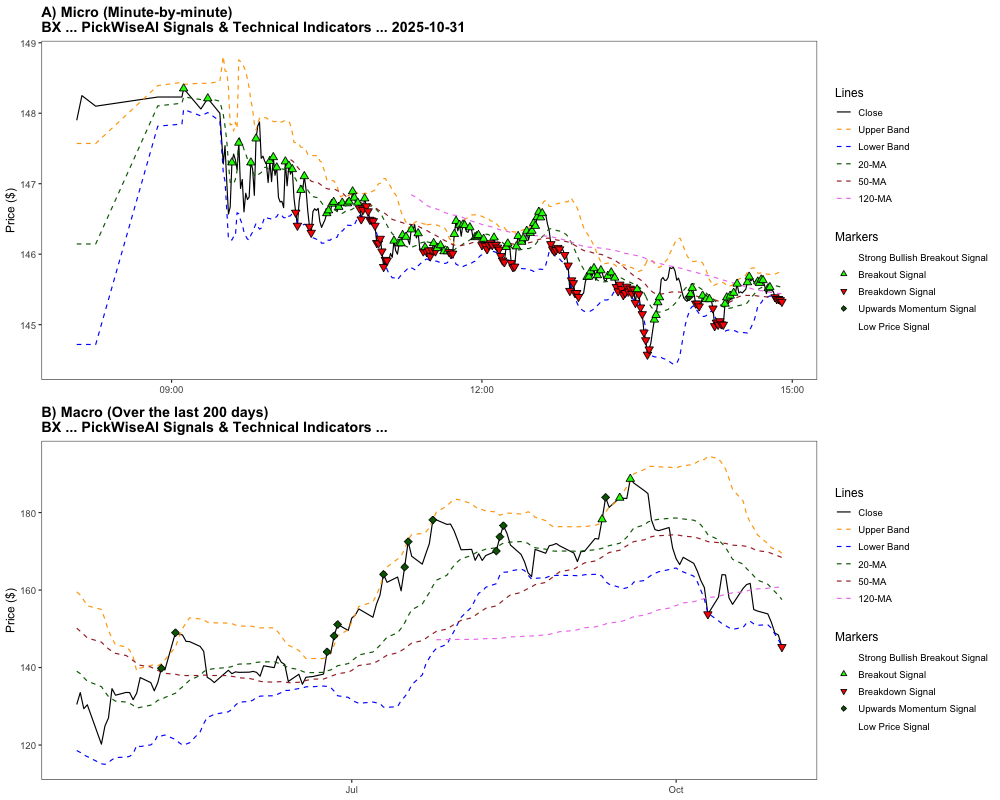 A) Micro (Minute-by-minute)
BX ... PickWiseAI Signals & Technical Indicators ... 2025-10-31
149
148
147
146
145
Price ($)
09:00
12:00
15:00
Lines
Close
Upper Band
Lower Band
20-MA
50-MA
120-MA
Markers
Strong Bullish Breakout Signal
Breakout Signal
Breakdown Signal
Upwards Momentum Signal
Low Price Signal
B) Macro (Over the last 200 days)
BX ... PickWiseAI Signals & Technical Indicators ...
180
160
140
120
Price ($)
Jul
Oct
Lines
Close
Upper Band
Lower Band
20-MA
50-MA
120-MA
Markers
Strong Bullish Breakout Signal
Breakout Signal
Breakdown Signal
Upwards Momentum Signal
Low Price Signal